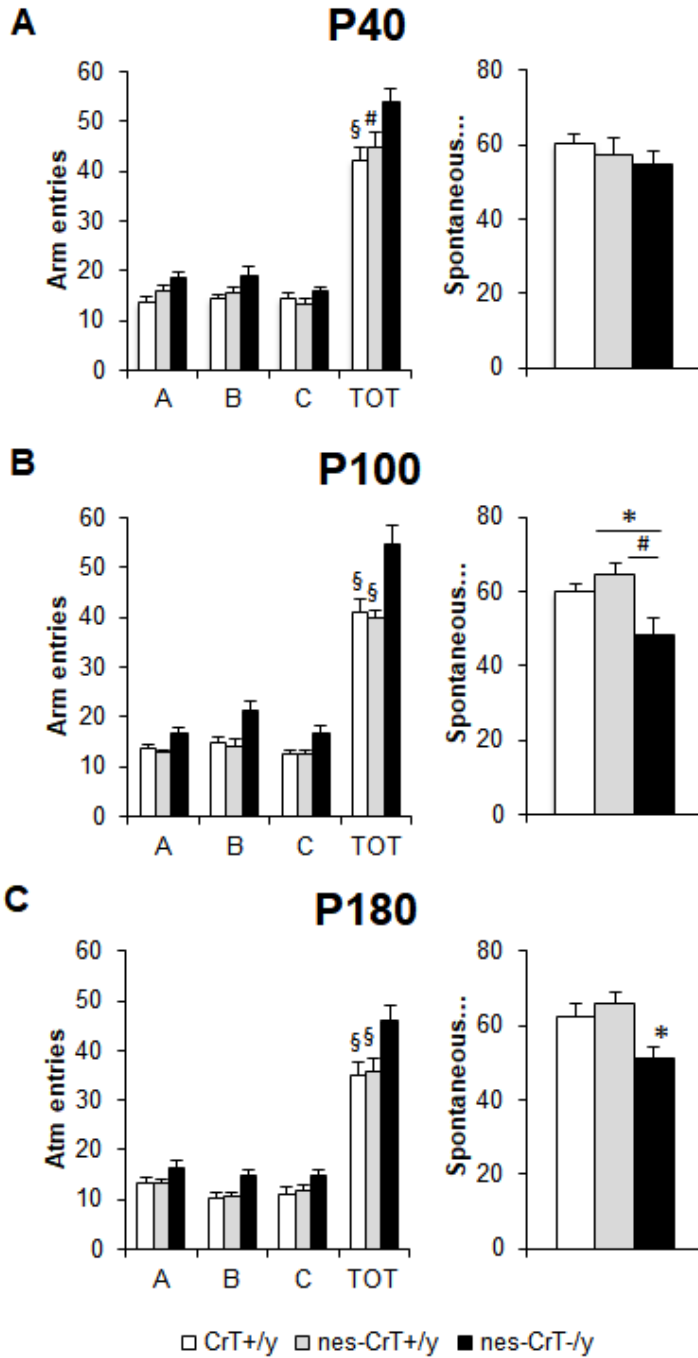 A
P40
Arm entries
60
50
40
30
20
10
0
§ #
A B C TOT
Spontaneous...
80
60
40
20
0
B
P100
Arm entries
60
50
40
30
20
10
0
§ §
A B C TOT
Spontaneous...
80
60
40
20
0
*
#
C
P180
Atm entries
60
50
40
30
20
10
0
§ §
A B C TOT
Spontaneous...
80
60
40
20
0
*
CrT+/y nes-CrT+/y nes-CrT-/y